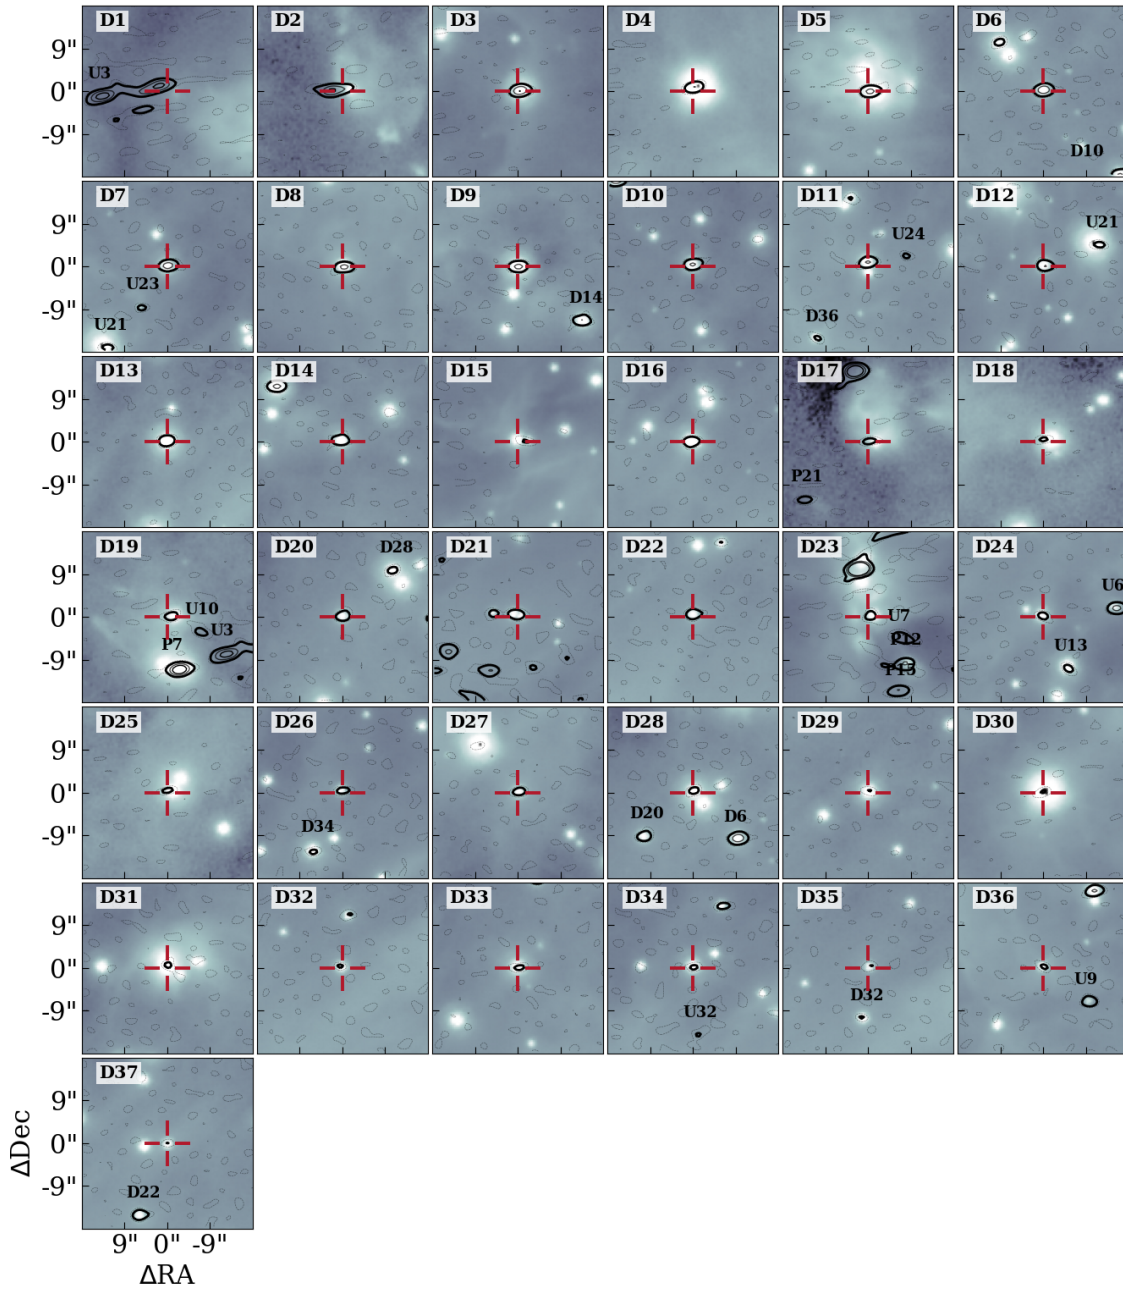 D1 D2 D3 D4 D5 D6
9"
U3
0"
-9"
D10
D7 D8 D9 D10 D11 D12
9"
U24 U21
0"
U23
-9"
D14
D36
U21
D13 D14 D15 D16 D17 D18
9"
0"
P21
-9"
D19 D20 D21 D22 D23 D24
D28
9"
U6
U10 U7
0"
U3
P7 P12 U13
-9"
P13
D25 D26 D27 D28 D29 D30
9"
0"
D20 D6
-9"
D34
D31 D32 D33 D34 D35 D36
9"
0"
U9
D32
-9"
U32
D37
9"
0"
-9"
D22
ΔDec
9" 0" -9"
ΔRA